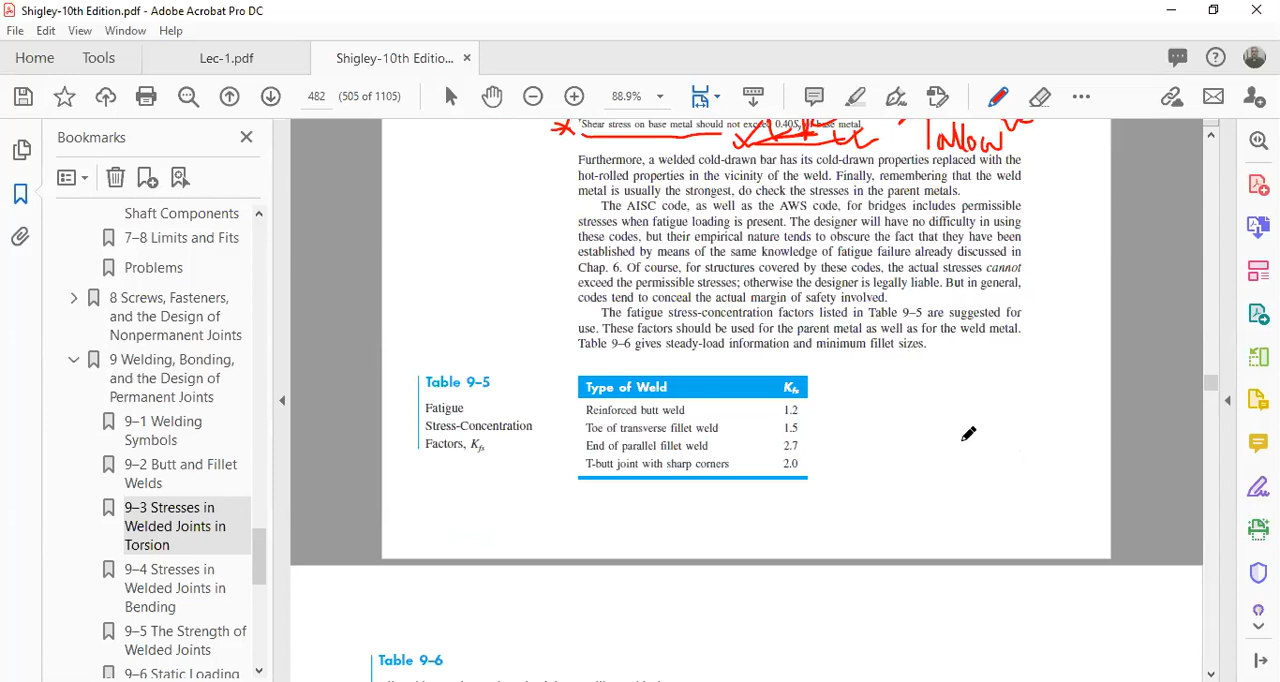 Shigley-10th Edition.pdf - Adobe Acrobat Pro DC
File Edit View Window Help
Home Tools Lec-1.pdf Shigley-10th Editio... ×
482 (505 of 1105) 88.9%
Bookmarks
Shaft Components
7–8 Limits and Fits
Problems
8 Screws, Fasteners,
and the Design of
Nonpermanent Joints
9 Welding, Bonding,
and the Design of
Permanent Joints
9–1 Welding
Symbols
9–2 Butt and Fillet
Welds
9–3 Stresses in
Welded Joints in
Torsion
9–4 Stresses in
Welded Joints in
Bending
9–5 The Strength of
Welded Joints
9–6 Static Loading
Shear stress on base metal should not exceed 0.40S of base metal.
Furthermore, a welded cold-drawn bar has its cold-drawn properties replaced with the
hot-rolled properties in the vicinity of the weld. Finally, remembering that the weld
metal is usually the strongest, do check the stresses in the parent metals.
The AISC code, as well as the AWS code, for bridges includes permissible
stresses when fatigue loading is present. The designer will have no difficulty in using
these codes, but their empirical nature tends to obscure the fact that they have been
established by means of the same knowledge of fatigue failure already discussed in
Chap. 6. Of course, for structures covered by these codes, the actual stresses cannot
exceed the permissible stresses; otherwise the designer is legally liable. But in general,
codes tend to conceal the actual margin of safety involved.
The fatigue stress-concentration factors listed in Table 9–5 are suggested for
use. These factors should be used for the parent metal as well as for the weld metal.
Table 9–6 gives steady-load information and minimum fillet sizes.
Table 9–5
Fatigue
Stress-Concentration
Factors, Kfs
Type of Weld Kfs
Reinforced butt weld 1.2
Toe of transverse fillet weld 1.5
End of parallel fillet weld 2.7
T-butt joint with sharp corners 2.0
Table 9–6